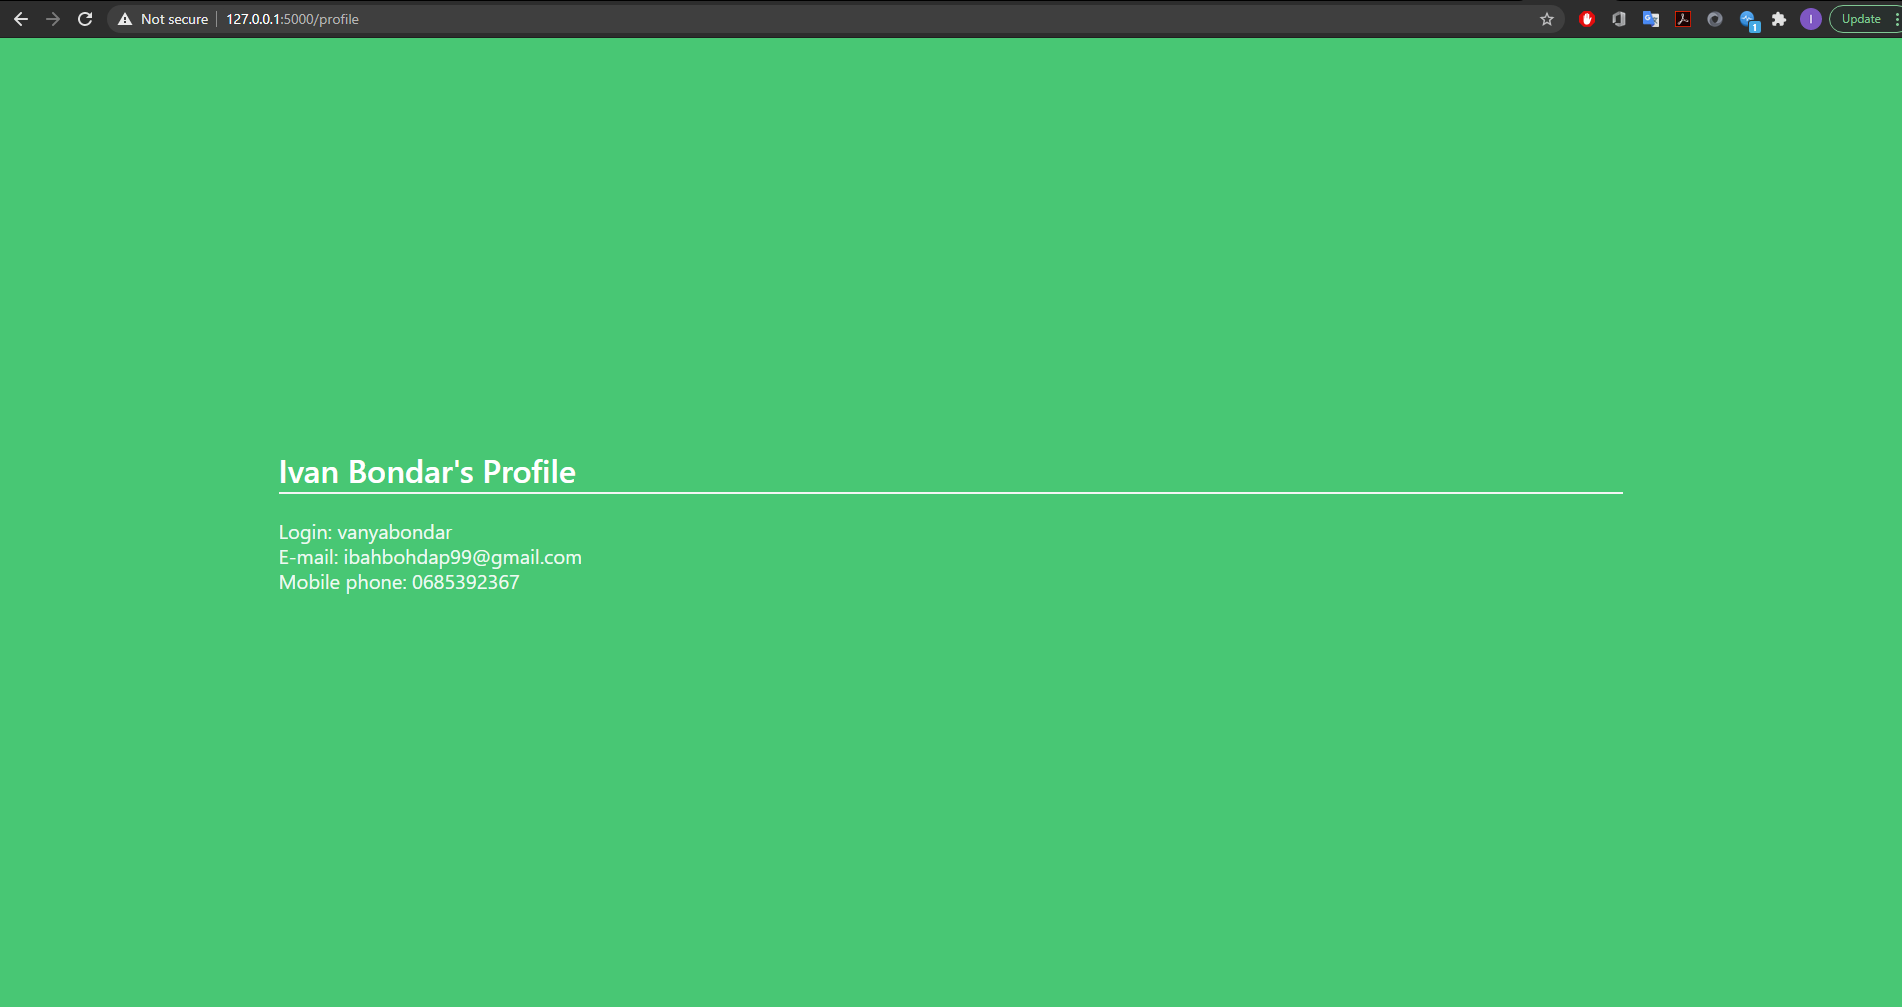 Not secure 127.0.0.1:5000/profile Update
1
Ivan Bondar's Profile
Login: vanyabondar
E-mail: ibahbohdap99@gmail.com
Mobile phone: 0685392367